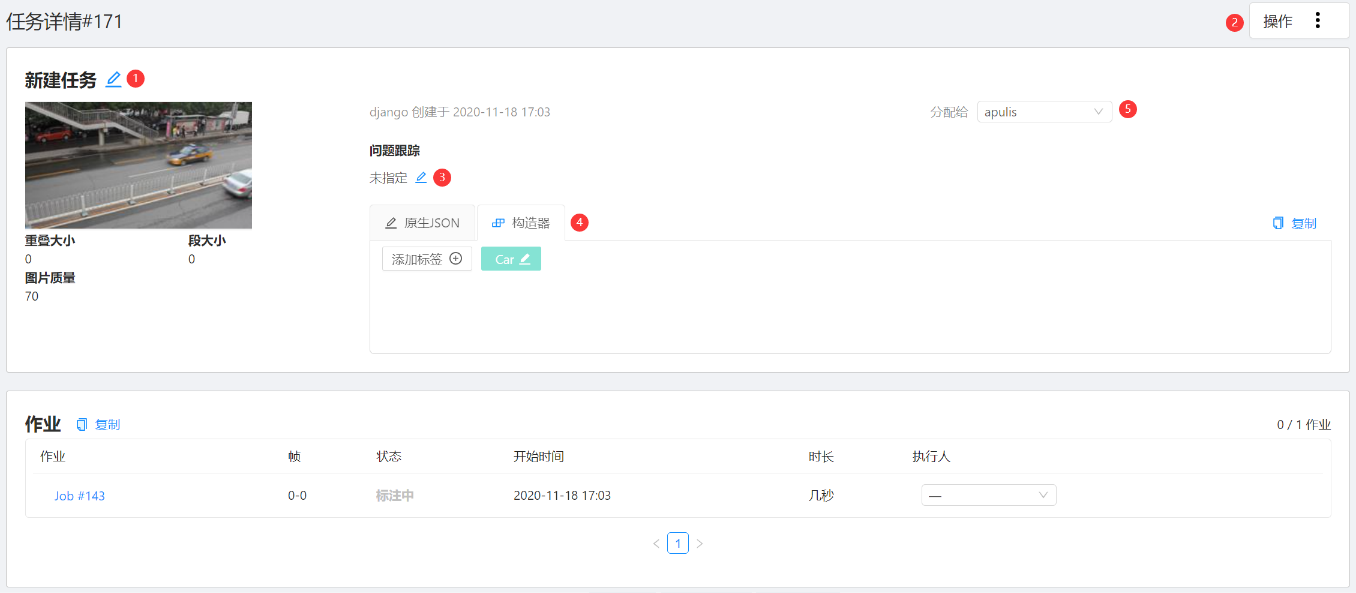 任务详情#171
2 操作
新建任务 1
django 创建于 2020-11-18 17:03
分配给 apulis 5
问题跟踪
未指定 3
原生JSON 构造器 4 复制
添加标签 Car
重叠大小 段大小
0 0
图片质量
70
作业 复制 0 / 1 作业
作业 帧 状态 开始时间 时长 执行人
Job #143 0-0 标注中 2020-11-18 17:03 几秒 —
< 1 >